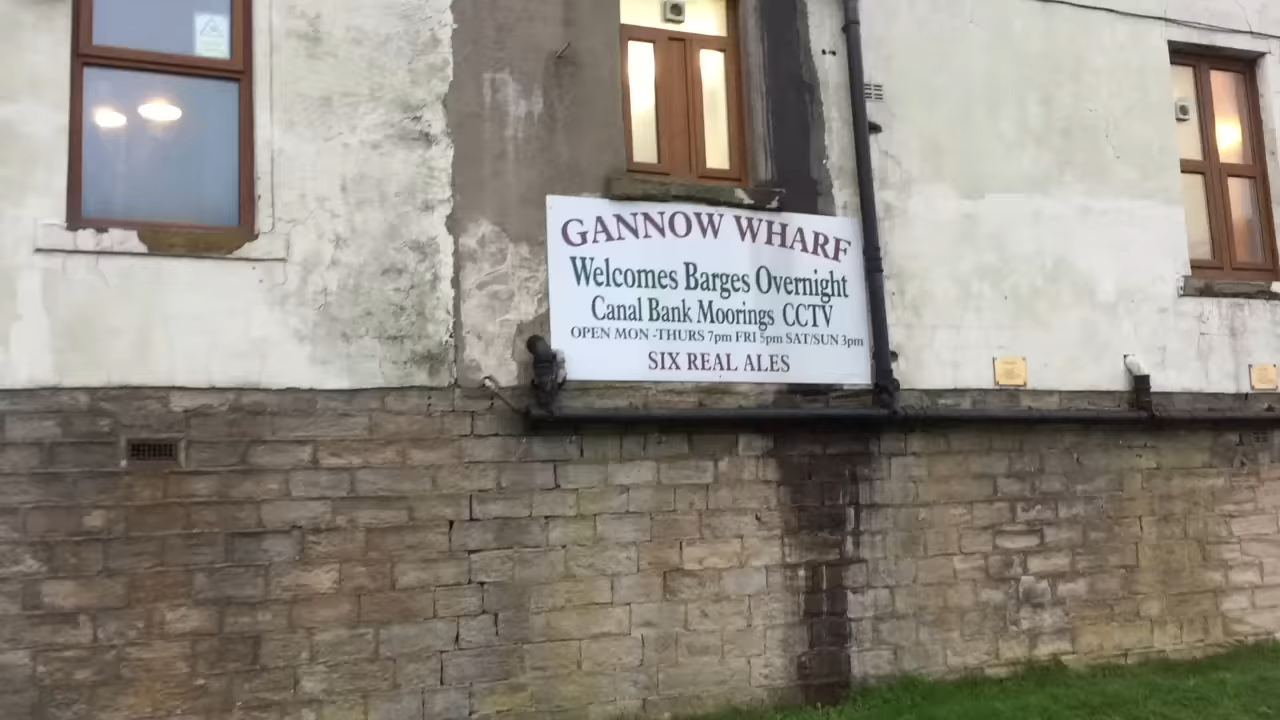 GANNOW WHARF
Welcomes Barges Overnight
Canal Bank Moorings CCTV
OPEN MON -THURS 7pm FRI 5pm SAT/SUN 3pm
SIX REAL ALES